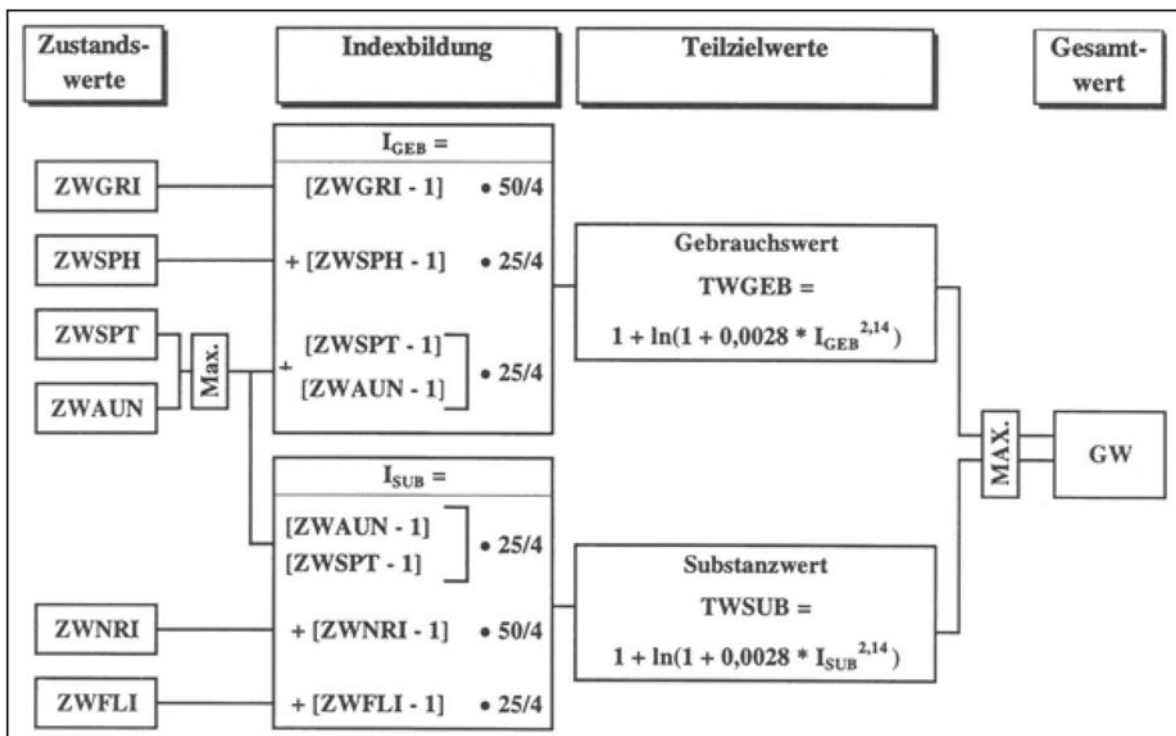 Zustands-
werte
Indexbildung
Teilzielwerte
Gesamt-
wert
I_GEB =
ZWGRI
[ZWGRI - 1] • 50/4
ZWSPH
+ [ZWSPH - 1] • 25/4
ZWSPT
ZWAUN
Max.
+
[ZWSPT - 1]
[ZWAUN - 1]
• 25/4
Gebrauchswert
TWGEB =
1 + ln(1 + 0,0028 * I_GEB^2,14)
I_SUB =
[ZWAUN - 1]
[ZWSPT - 1]
• 25/4
ZWNRI
+ [ZWNRI - 1] • 50/4
ZWFLI
+ [ZWFLI - 1] • 25/4
Substanzwert
TWSUB =
1 + ln(1 + 0,0028 * I_SUB^2,14)
MAX.
GW